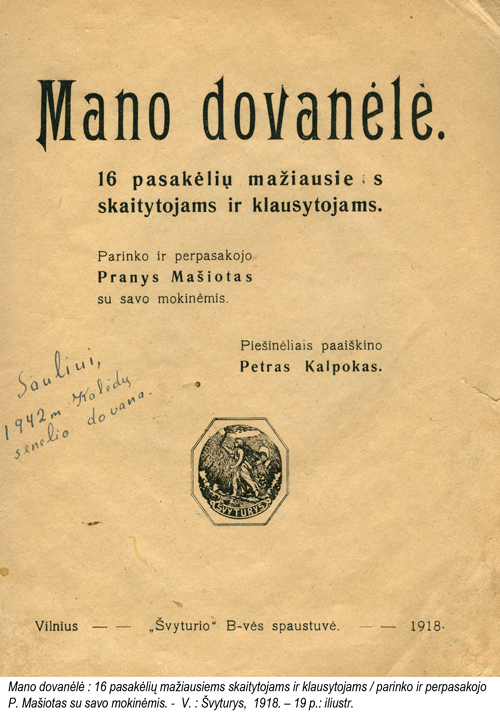 Mano dovanėlė.
16 pasakėlių mažiausie s
skaitytojams ir klausytojams.
Parinko ir perpasakojo
Pranys Mašiotas
su savo mokinėmis.
Piešinėliais paaiškino
Petras Kalpokas.
Sauliui,
1942 m Kalėdų
senelio dovana.
ŠVYTURYS
Vilnius — — „Švyturio“ B-vės spaustuvė. — — 1918.
Mano dovanėlė : 16 pasakėlių mažiausiems skaitytojams ir klausytojams / parinko ir perpasakojo
P. Mašiotas su savo mokinėmis. - V. : Švyturys, 1918. – 19 p.: iliustr.